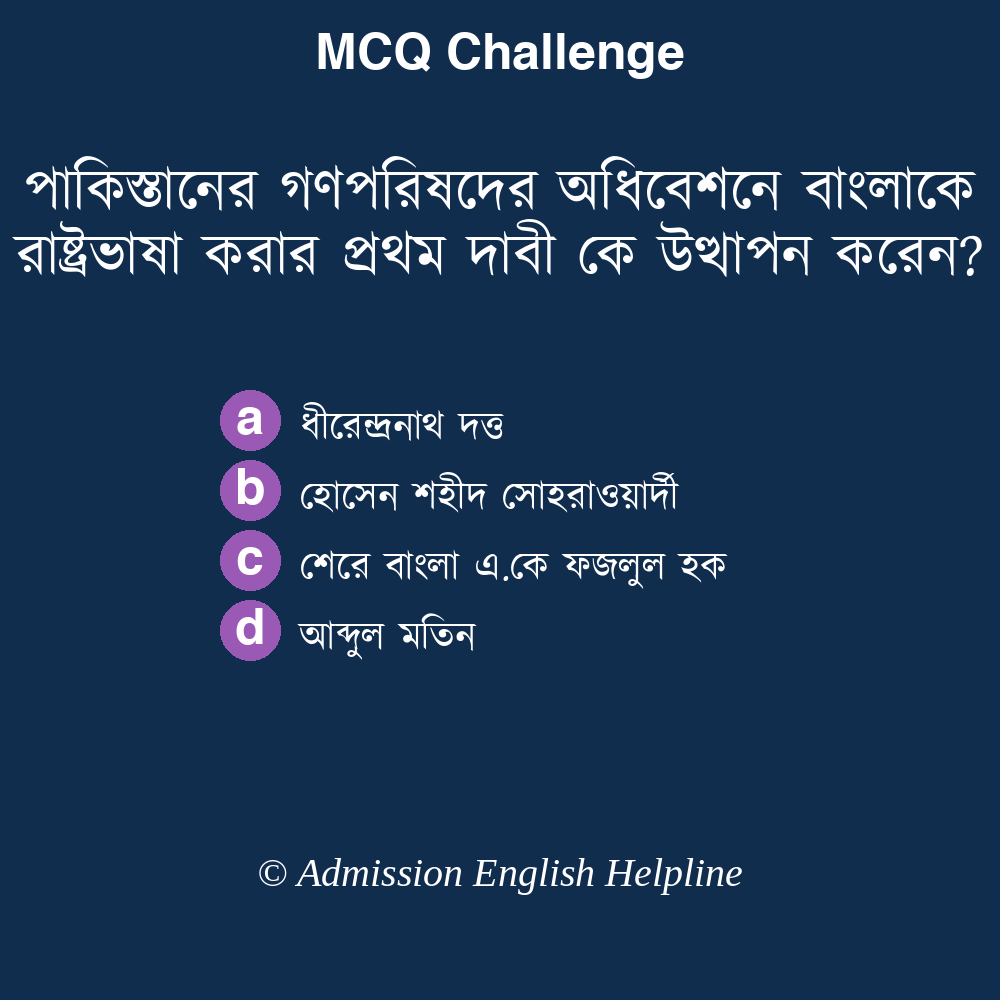 MCQ Challenge
পাকিস্তানের গণপরিষদের অধিবেশনে বাংলাকে
রাষ্ট্রভাষা করার প্রথম দাবী কে উত্থাপন করেন?
a ধীরেন্দ্রনাথ দত্ত
b হোসেন শহীদ সোহরাওয়ার্দী
c শেরে বাংলা এ.কে ফজলুল হক
d আব্দুল মতিন
© Admission English Helpline